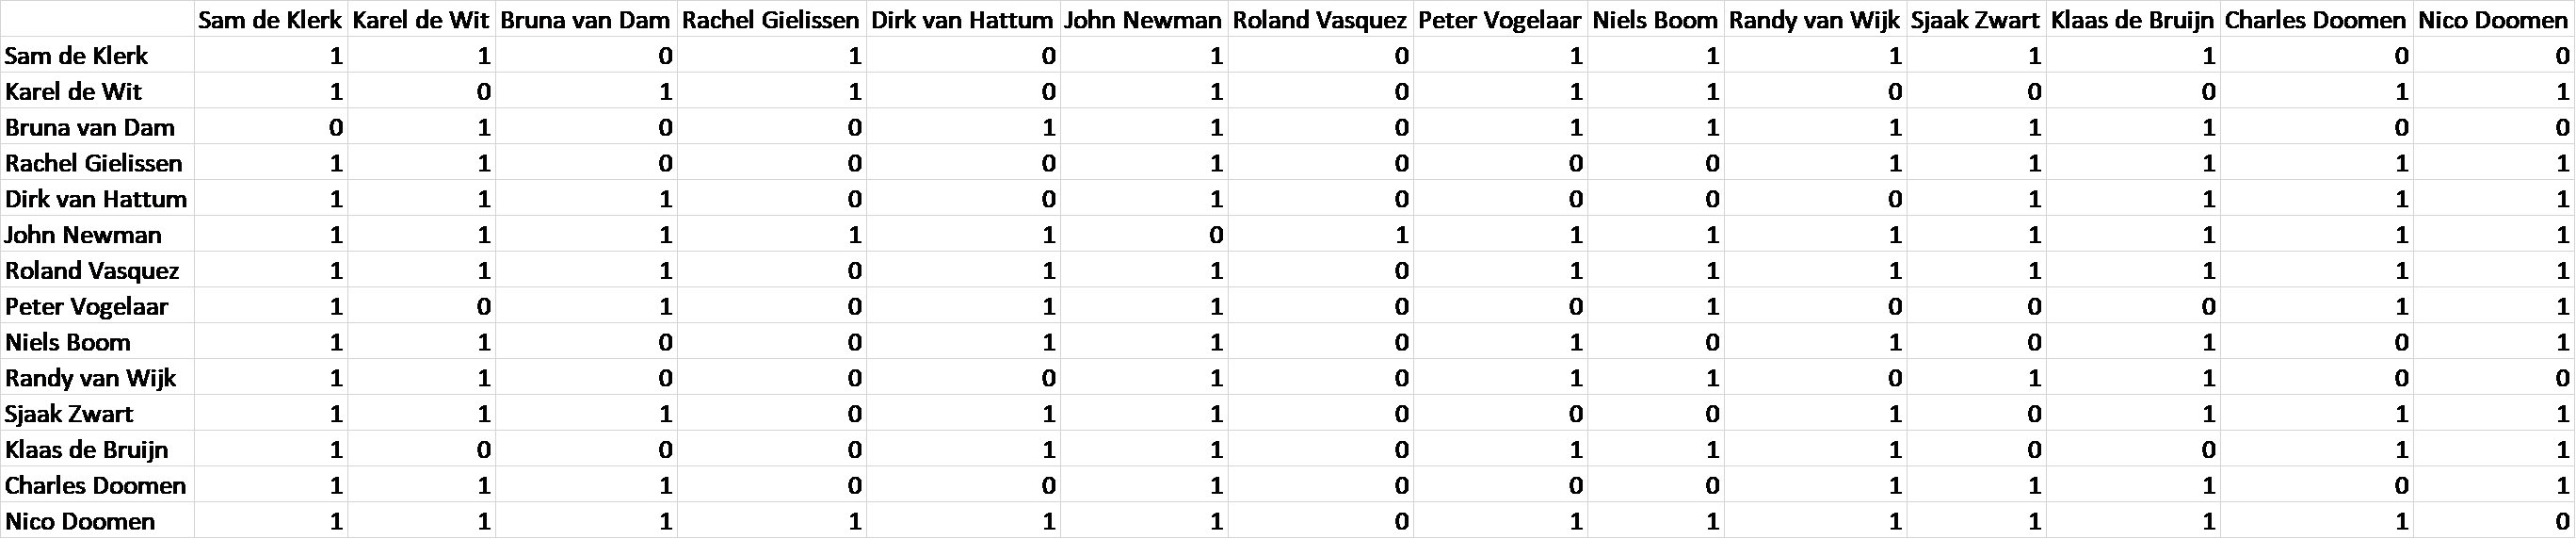 Sam de Klerk Karel de Wit Bruna van Dam Rachel Gielissen Dirk van Hattum John Newman Roland Vasquez Peter Vogelaar Niels Boom Randy van Wijk Sjaak Zwart Klaas de Bruijn Charles Doomen Nico Doomen
Sam de Klerk 1 1 0 1 0 1 0 1 1 1 1 1 0 0
Karel de Wit 1 0 1 1 0 1 0 1 1 0 0 0 1 1
Bruna van Dam 0 1 0 0 1 1 0 1 1 1 1 1 0 0
Rachel Gielissen 1 1 0 0 0 1 0 0 0 1 1 1 1 1
Dirk van Hattum 1 1 1 0 0 1 0 0 0 0 1 1 1 1
John Newman 1 1 1 1 1 0 1 1 1 1 1 1 1 1
Roland Vasquez 1 1 1 0 1 1 0 1 1 1 1 1 1 1
Peter Vogelaar 1 0 1 0 1 1 0 0 1 0 0 0 1 1
Niels Boom 1 1 0 0 1 1 0 1 0 1 0 1 0 1
Randy van Wijk 1 1 0 0 0 1 0 1 1 0 1 1 0 0
Sjaak Zwart 1 1 1 0 1 1 0 0 0 1 0 1 1 1
Klaas de Bruijn 1 0 0 0 1 1 0 1 1 1 0 0 1 1
Charles Doomen 1 1 1 0 0 1 0 0 0 1 1 1 0 1
Nico Doomen 1 1 1 1 1 1 0 1 1 1 1 1 1 0